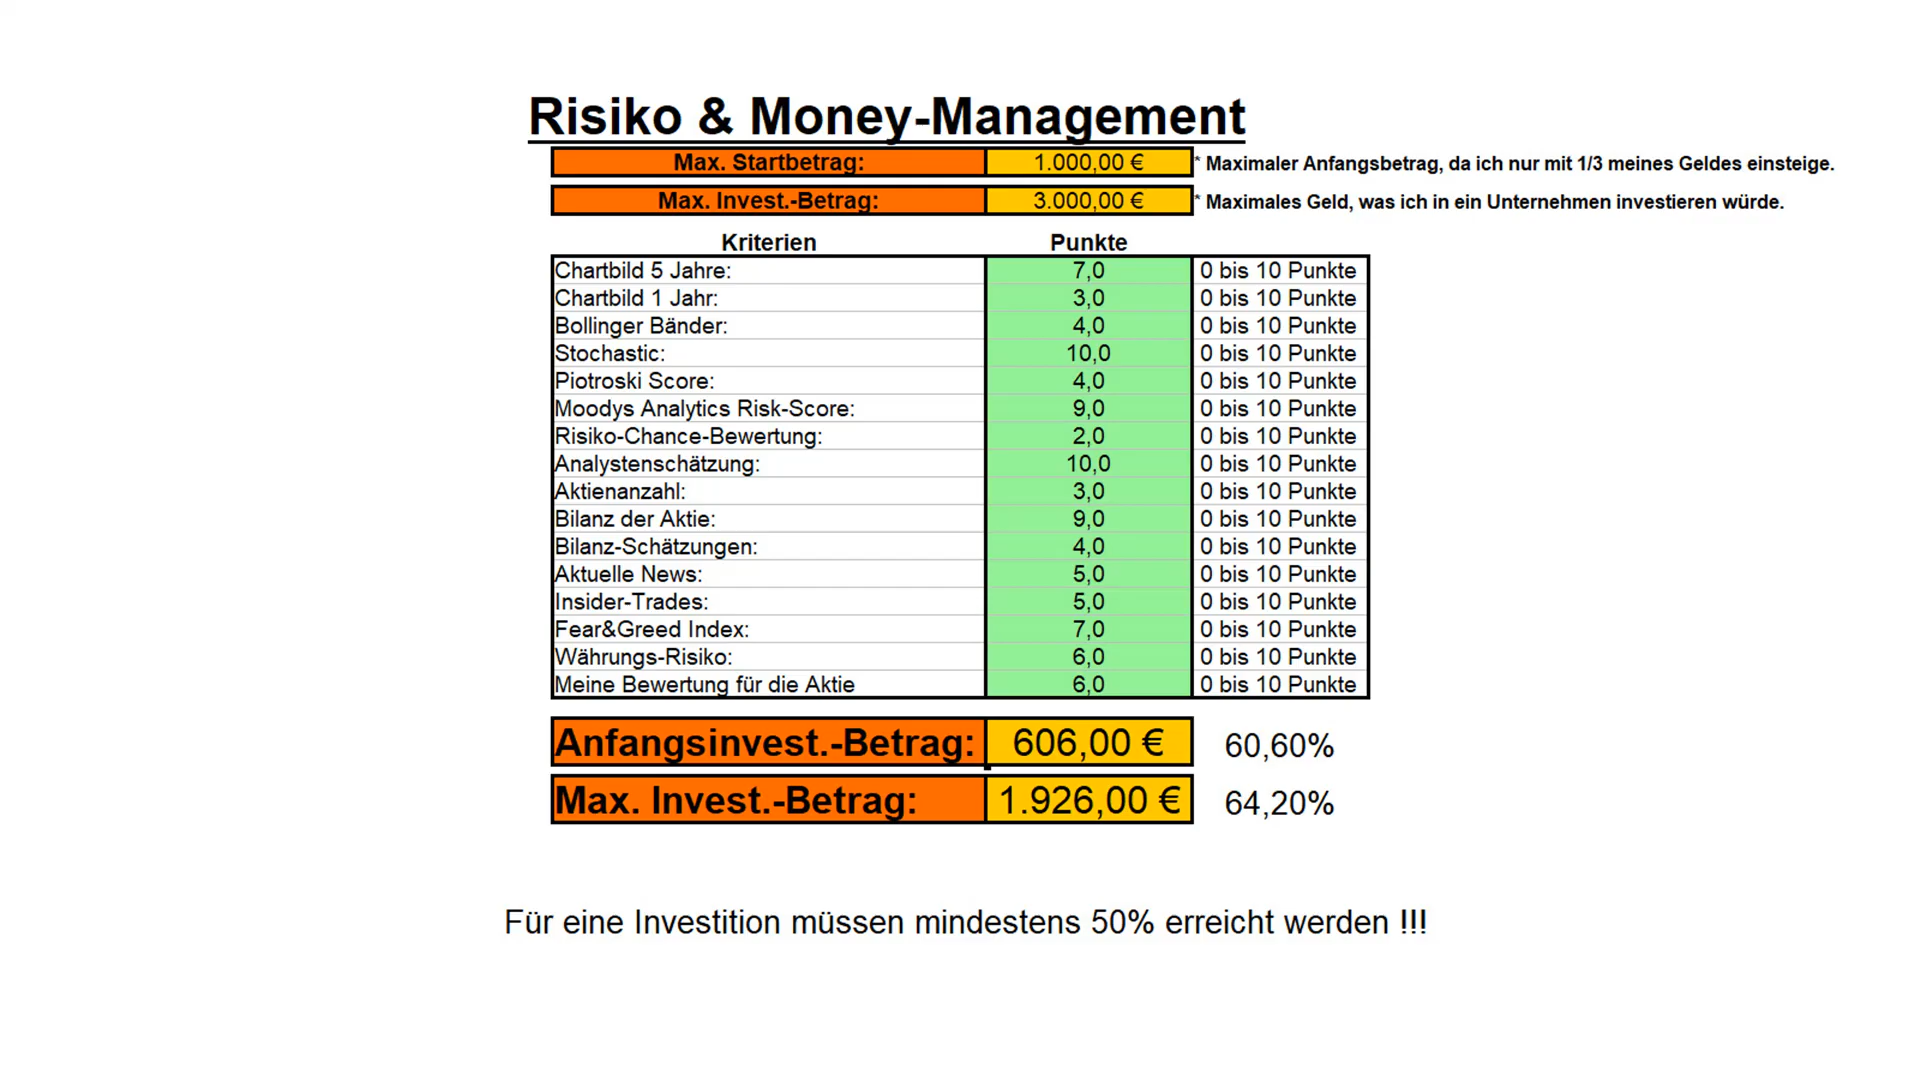 Risiko & Money-Management
Max. Startbetrag: 1.000,00 € * Maximaler Anfangsbetrag, da ich nur mit 1/3 meines Geldes einsteige.
Max. Invest.-Betrag: 3.000,00 € * Maximales Geld, was ich in ein Unternehmen investieren würde.
Kriterien Punkte
Chartbild 5 Jahre: 7,0 0 bis 10 Punkte
Chartbild 1 Jahr: 3,0 0 bis 10 Punkte
Bollinger Bänder: 4,0 0 bis 10 Punkte
Stochastic: 10,0 0 bis 10 Punkte
Piotroski Score: 4,0 0 bis 10 Punkte
Moodys Analytics Risk-Score: 9,0 0 bis 10 Punkte
Risiko-Chance-Bewertung: 2,0 0 bis 10 Punkte
Analystenschätzung: 10,0 0 bis 10 Punkte
Aktienanzahl: 3,0 0 bis 10 Punkte
Bilanz der Aktie: 9,0 0 bis 10 Punkte
Bilanz-Schätzungen: 4,0 0 bis 10 Punkte
Aktuelle News: 5,0 0 bis 10 Punkte
Insider-Trades: 5,0 0 bis 10 Punkte
Fear&Greed Index: 7,0 0 bis 10 Punkte
Währungs-Risiko: 6,0 0 bis 10 Punkte
Meine Bewertung für die Aktie 6,0 0 bis 10 Punkte
Anfangsinvest.-Betrag: 606,00 € 60,60%
Max. Invest.-Betrag: 1.926,00 € 64,20%
Für eine Investition müssen mindestens 50% erreicht werden !!!